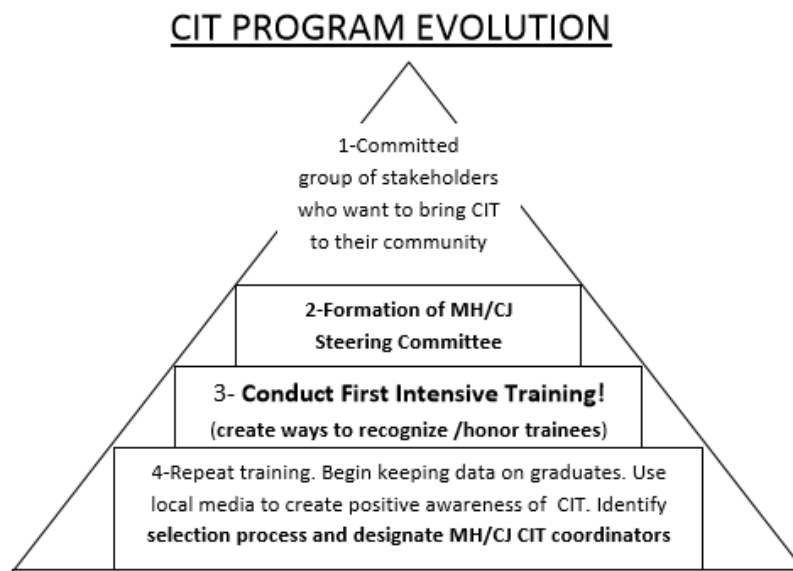 CIT PROGRAM EVOLUTION
1-Committed
group of stakeholders
who want to bring CIT
to their community
2-Formation of MH/CJ
Steering Committee
3- Conduct First Intensive Training!
(create ways to recognize /honor trainees)
4-Repeat training. Begin keeping data on graduates. Use
local media to create positive awareness of  CIT. Identify
selection process and designate MH/CJ CIT coordinators